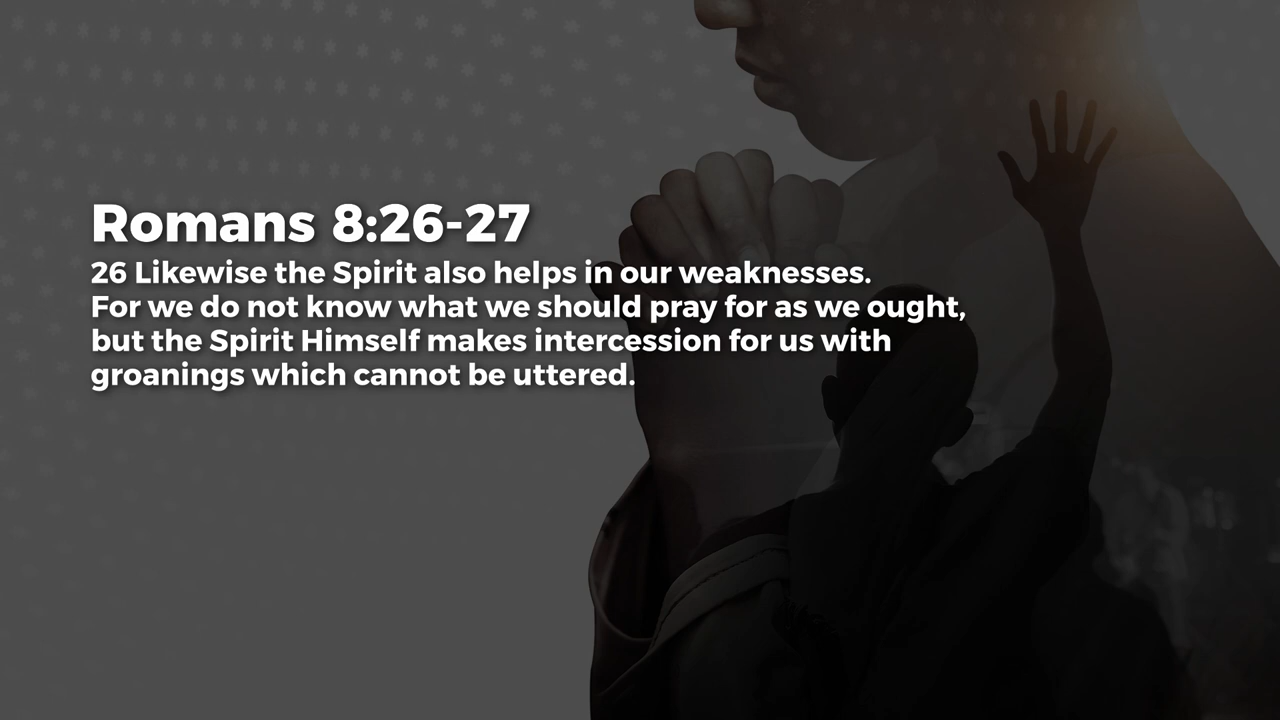 Romans 8:26-27
26 Likewise the Spirit also helps in our weaknesses.
For we do not know what we should pray for as we ought,
but the Spirit Himself makes intercession for us with
groanings which cannot be uttered.